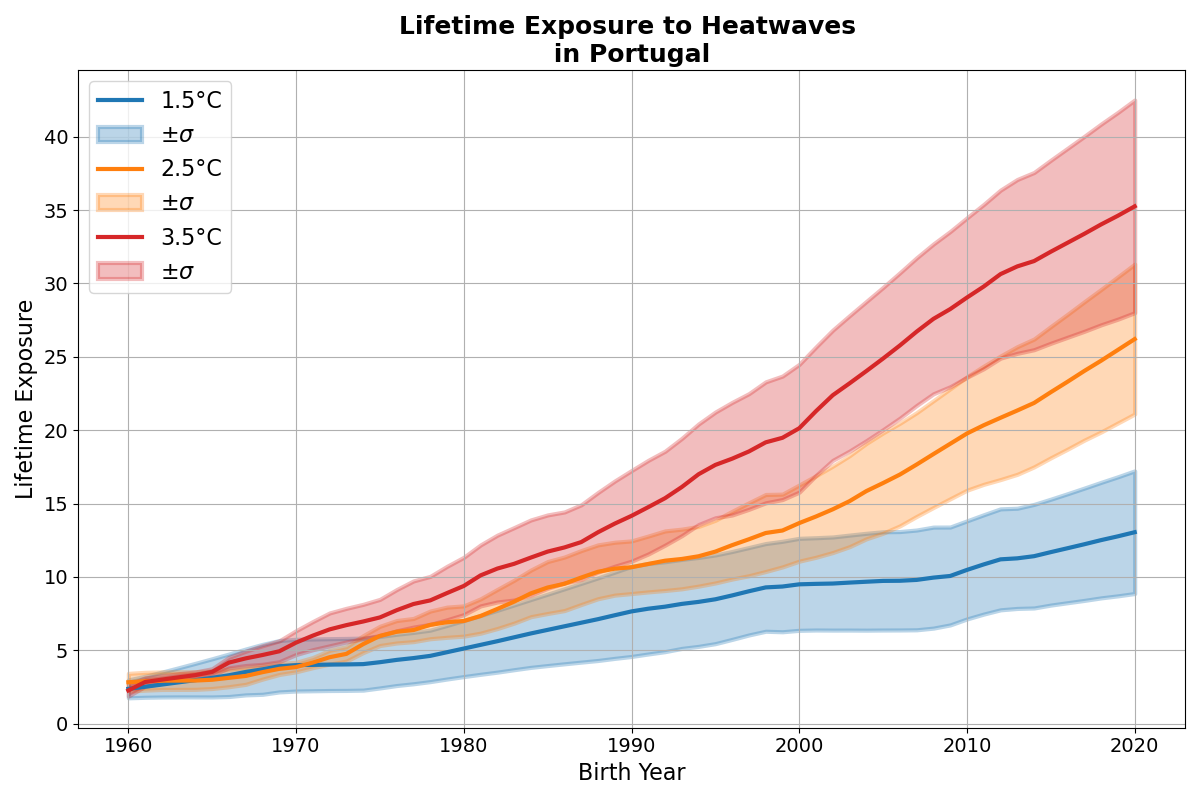 Lifetime Exposure to Heatwaves
in Portugal
1.5°C
±σ
2.5°C
±σ
3.5°C
±σ
Lifetime Exposure
40
35
30
25
20
15
10
5
0
1960 1970 1980 1990 2000 2010 2020
Birth Year